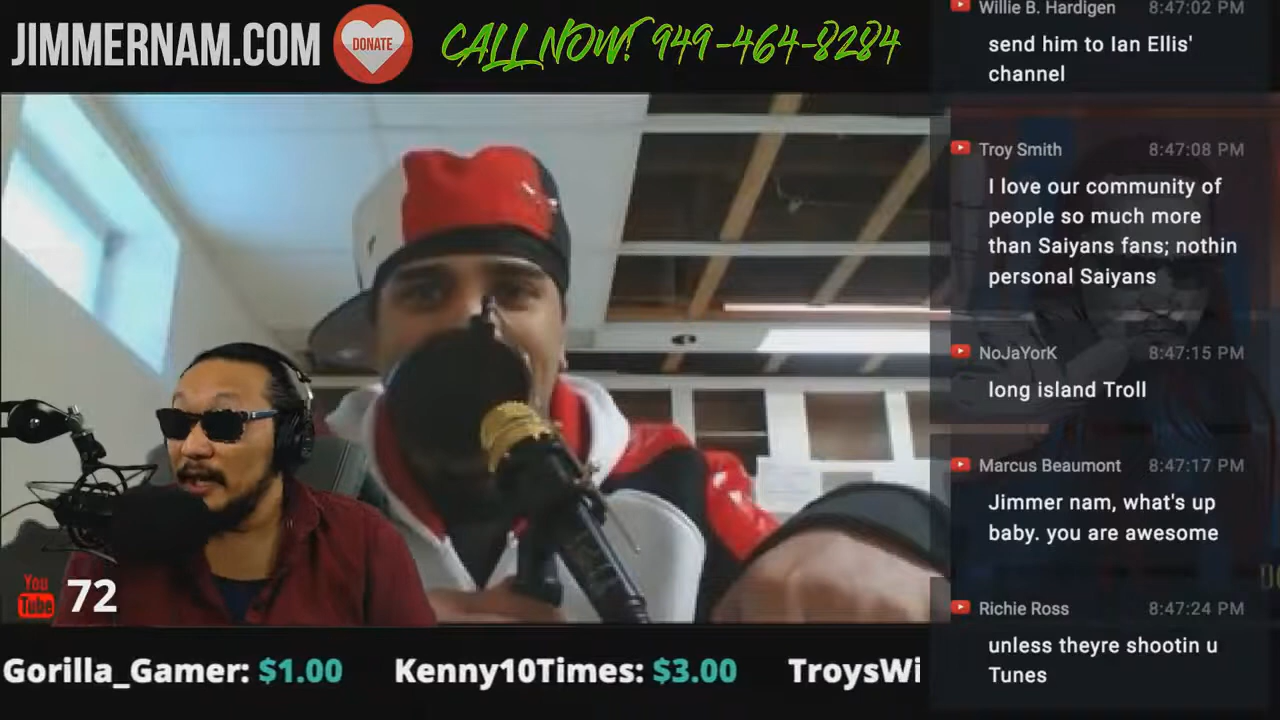 JIMMERNAM.COM
DONATE
CALL NOW! 949-464-8284
You
Tube
72
Gorilla_Gamer: $1.00 Kenny10Times: $3.00 TroysWi
Willie B. Hardigen 8:47:02 PM
send him to Ian Ellis'
channel
Troy Smith 8:47:08 PM
I love our community of
people so much more
than Saiyans fans; nothin
personal Saiyans
NoJaYorK 8:47:15 PM
long island Troll
Marcus Beaumont 8:47:17 PM
Jimmer nam, what's up
baby. you are awesome
Richie Ross 8:47:24 PM
unless theyre shootin u
Tunes